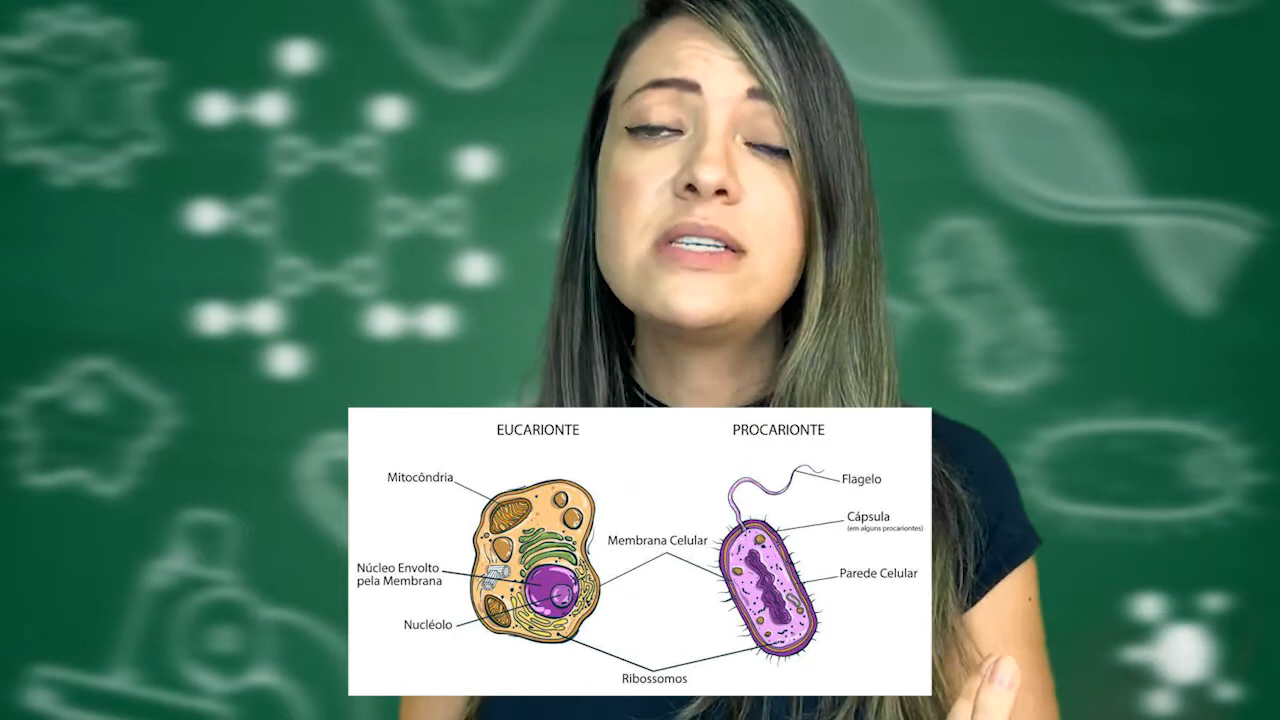 EUCARIONTE
PROCARIONTE
Mitocôndria
Flagelo
Cápsula
(em alguns procariontes)
Membrana Celular
Núcleo Envolto
pela Membrana
Parede Celular
Nucléolo
Ribossomos